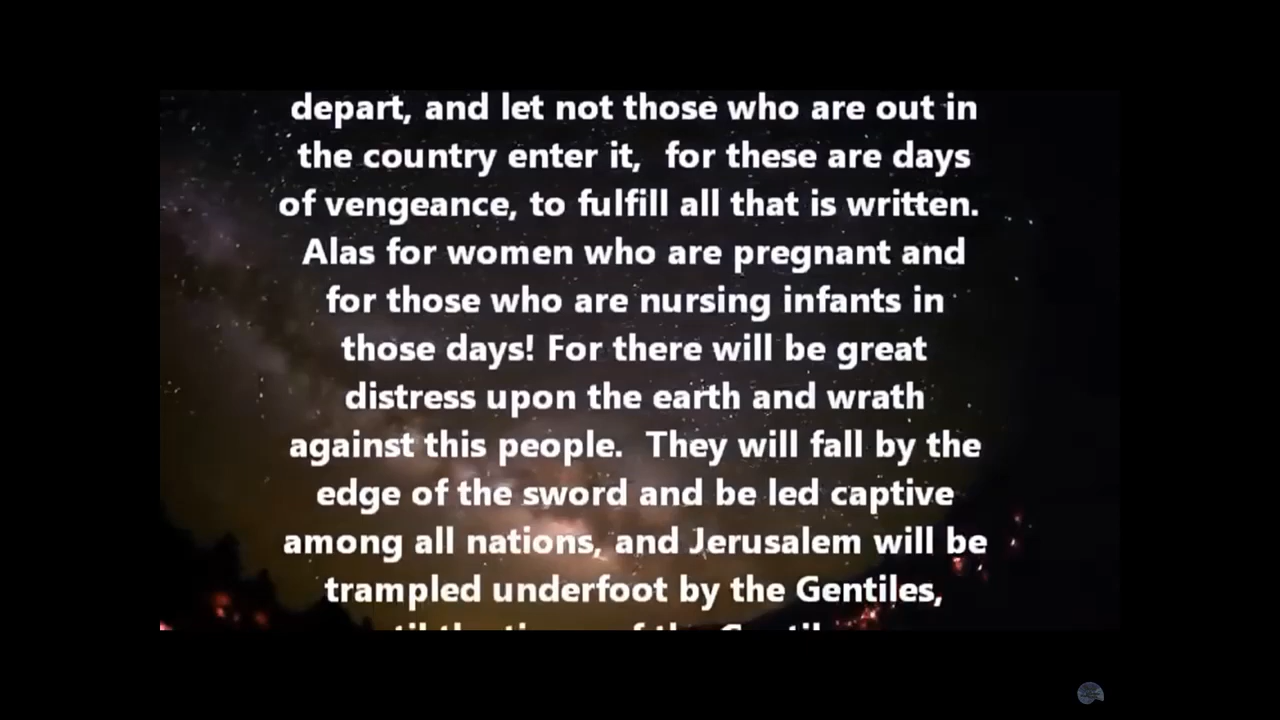 depart, and let not those who are out in
the country enter it,  for these are days
of vengeance, to fulfill all that is written.
Alas for women who are pregnant and
for those who are nursing infants in
those days! For there will be great
distress upon the earth and wrath
against this people.  They will fall by the
edge of the sword and be led captive
among all nations, and Jerusalem will be
trampled underfoot by the Gentiles,